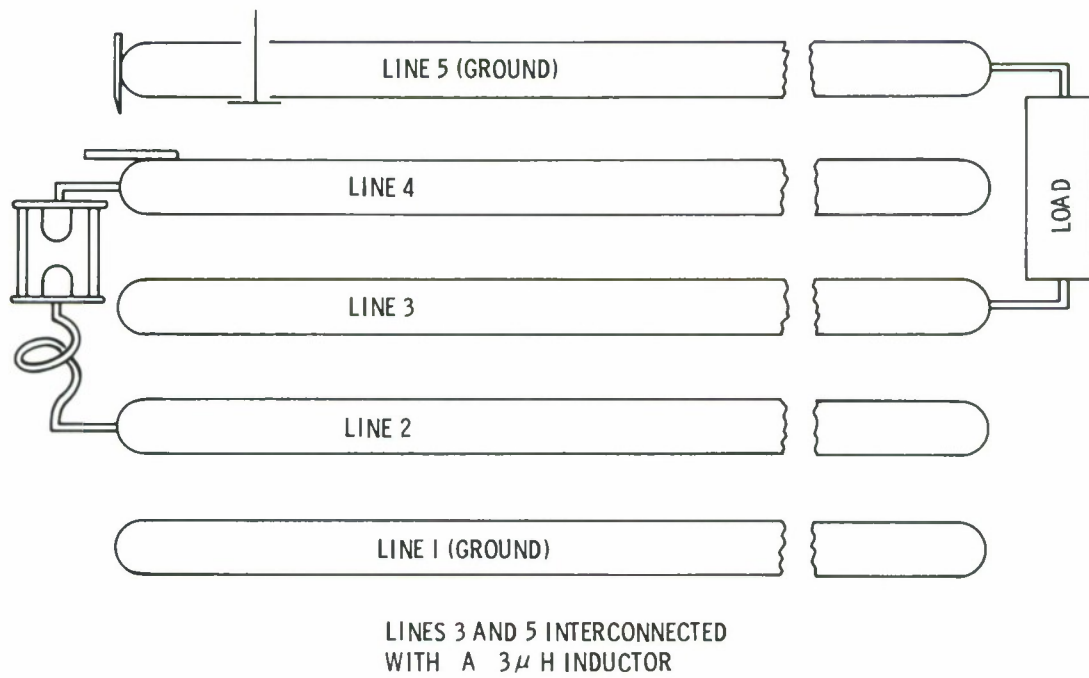 LINE 5 (GROUND)
LINE 4
LOAD
LINE 3
LINE 2
LINE 1 (GROUND)
LINES 3 AND 5 INTERCONNECTED
WITH A 3μ H INDUCTOR